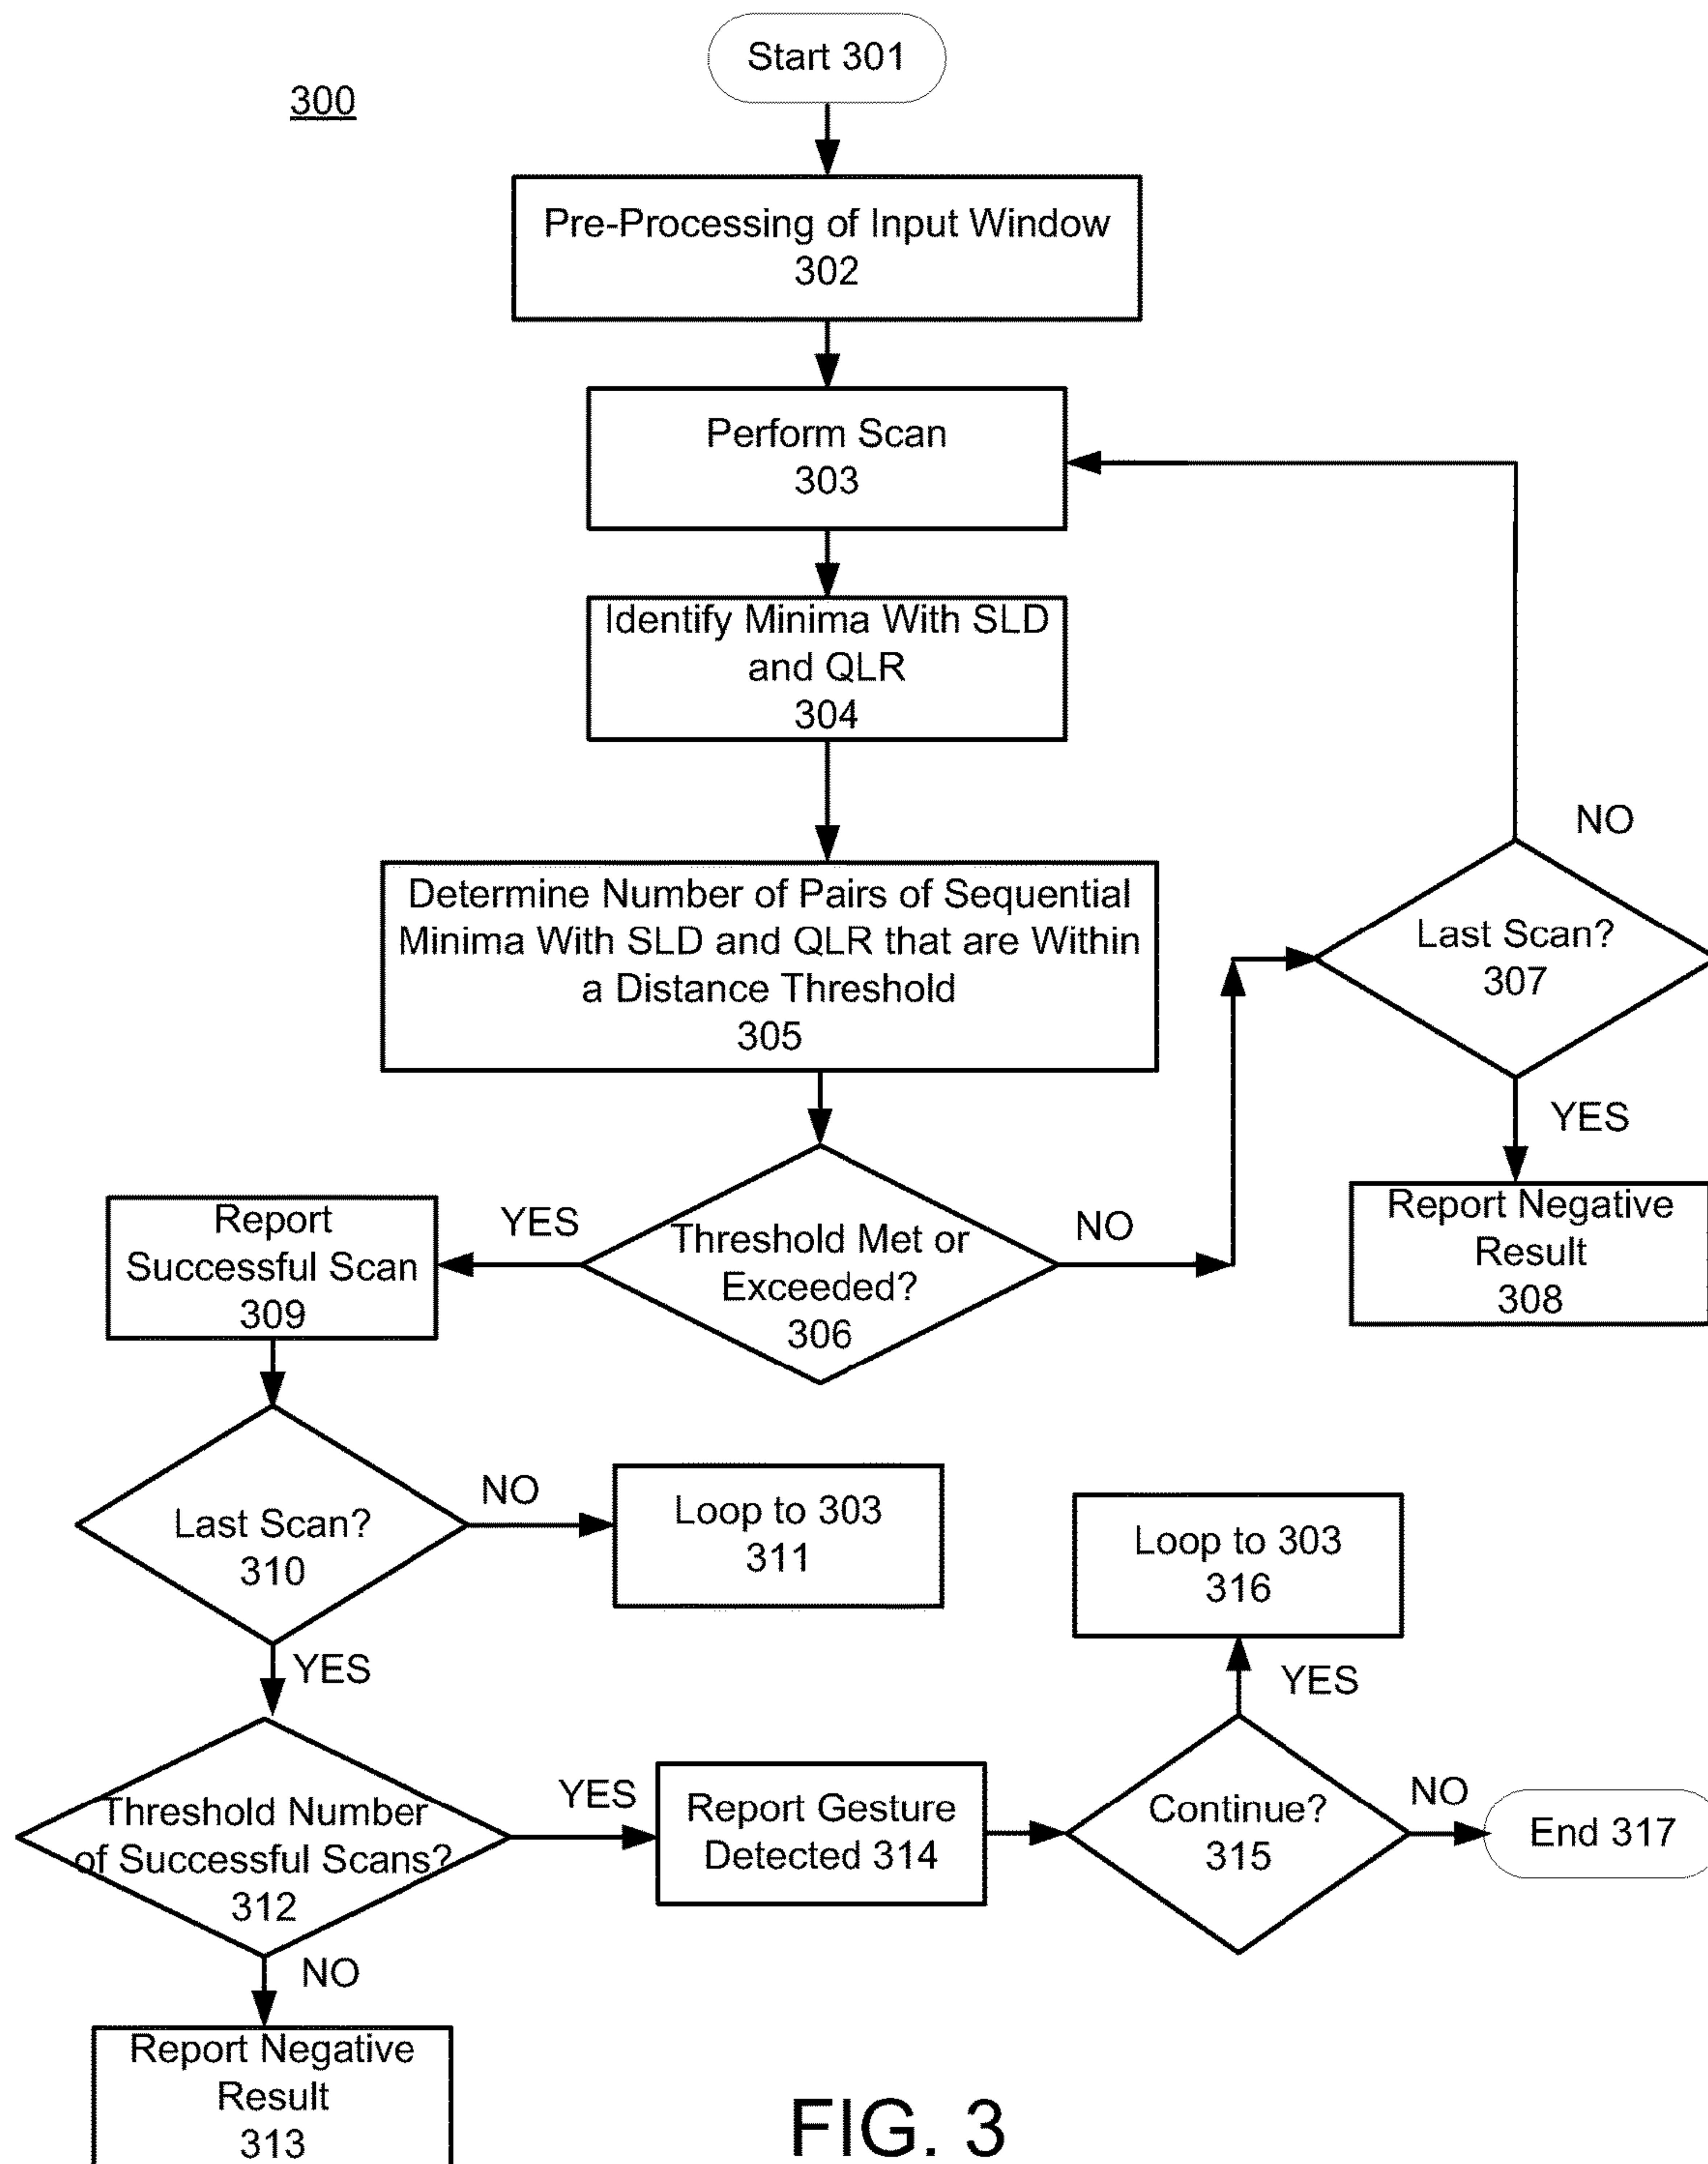 Start 301
300
Pre-Processing of Input Window
302
Perform Scan
303
Identify Minima With SLD
and QLR
304
NO
Determine Number of Pairs of Sequential
Minima With SLD and QLR that are Within
a Distance Threshold
305
Last Scan?
307
YES
Report
Successful Scan
309
YES
Threshold Met or
Exceeded?
306
NO
Report Negative
Result
308
Last Scan?
310
NO
Loop to 303
311
Loop to 303
316
YES
YES
Threshold Number
of Successful Scans?
312
YES
Report Gesture
Detected 314
Continue?
315
NO
End 317
NO
Report Negative
Result
313
FIG. 3